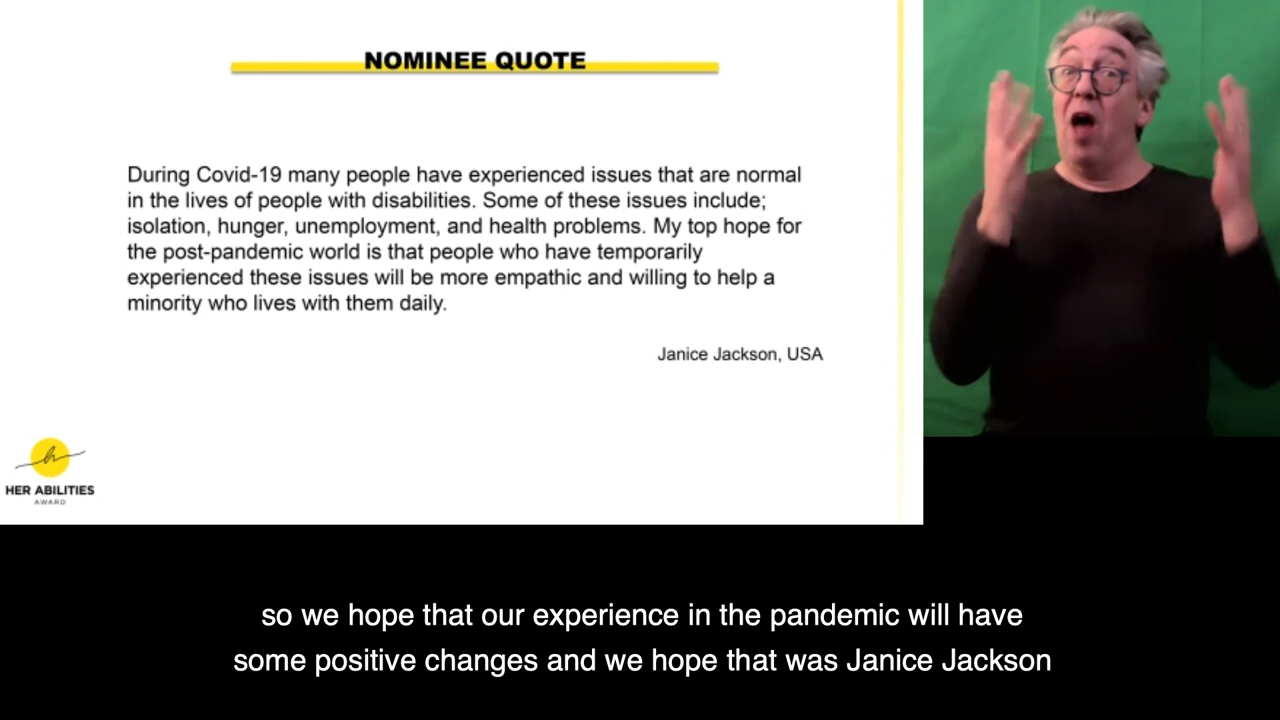 NOMINEE QUOTE
During Covid-19 many people have experienced issues that are normal
in the lives of people with disabilities. Some of these issues include;
isolation, hunger, unemployment, and health problems. My top hope for
the post-pandemic world is that people who have temporarily
experienced these issues will be more empathic and willing to help a
minority who lives with them daily.
Janice Jackson, USA
h
HER ABILITIES
AWARD
so we hope that our experience in the pandemic will have
some positive changes and we hope that was Janice Jackson